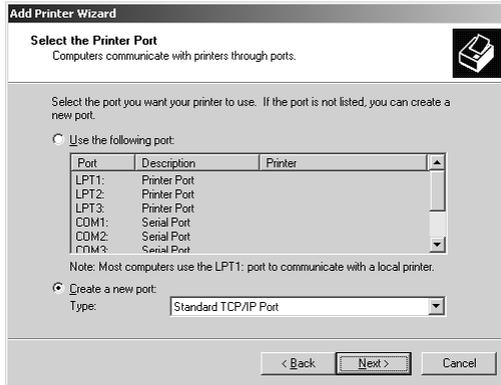 Add Printer Wizard
Select the Printer Port
Computers communicate with printers through ports.
Select the port you want your printer to use. If the port is not listed, you can create a
new port.
Use the following port:
Port Description Printer
LPT1: Printer Port
LPT2: Printer Port
LPT3: Printer Port
COM1: Serial Port
COM2: Serial Port
COM3: Serial Port
Note: Most computers use the LPT1: port to communicate with a local printer.
Create a new port:
Type: Standard TCP/IP Port
< Back Next > Cancel